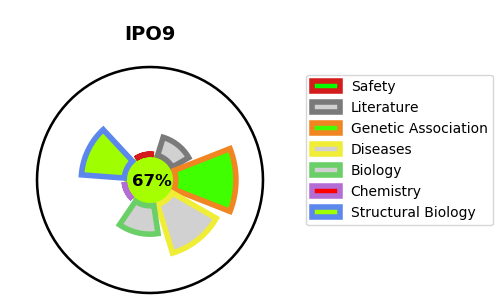 IPO9
67%
Safety
Literature
Genetic Association
Diseases
Biology
Chemistry
Structural Biology